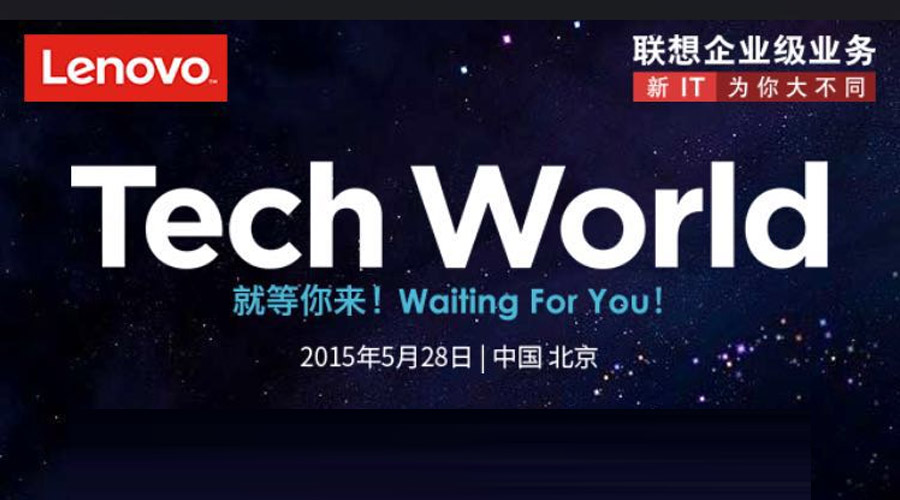 Lenovo™
联想企业级业务
新 IT 为你大不同
Tech World
就等你来！Waiting For You！
2015年5月28日 | 中国 北京